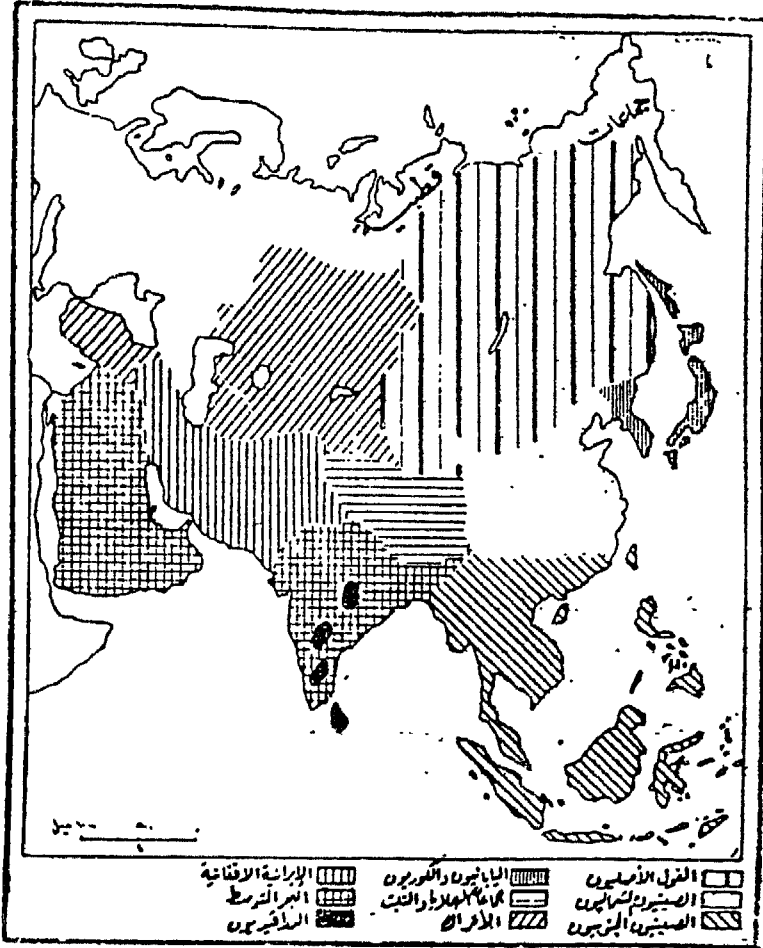 جماعات
قطبية
ميل
المغول الأصليون
اليابانيون والكوريون
الإيرانية الأفغانية
الصينيون الشماليون
جماعات الهملايا والتبت
البحر المتوسط
الصينيون الجنوبيون
الأتراك